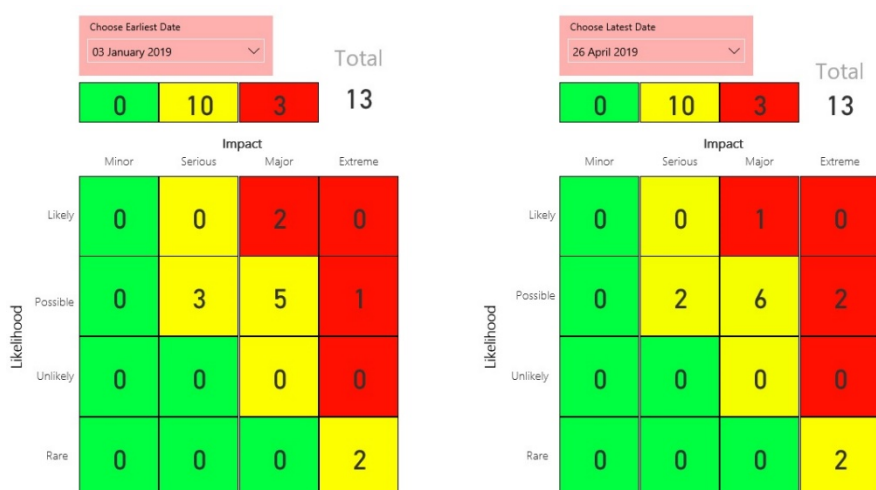 Choose Earliest Date
03 January 2019
Total
0 10 3 13
Impact
Minor Serious Major Extreme
Likelihood
Likely 0 0 2 0
Possible 0 3 5 1
Unlikely 0 0 0 0
Rare 0 0 0 2
Choose Latest Date
26 April 2019
Total
0 10 3 13
Impact
Minor Serious Major Extreme
Likelihood
Likely 0 0 1 0
Possible 0 2 6 2
Unlikely 0 0 0 0
Rare 0 0 0 2